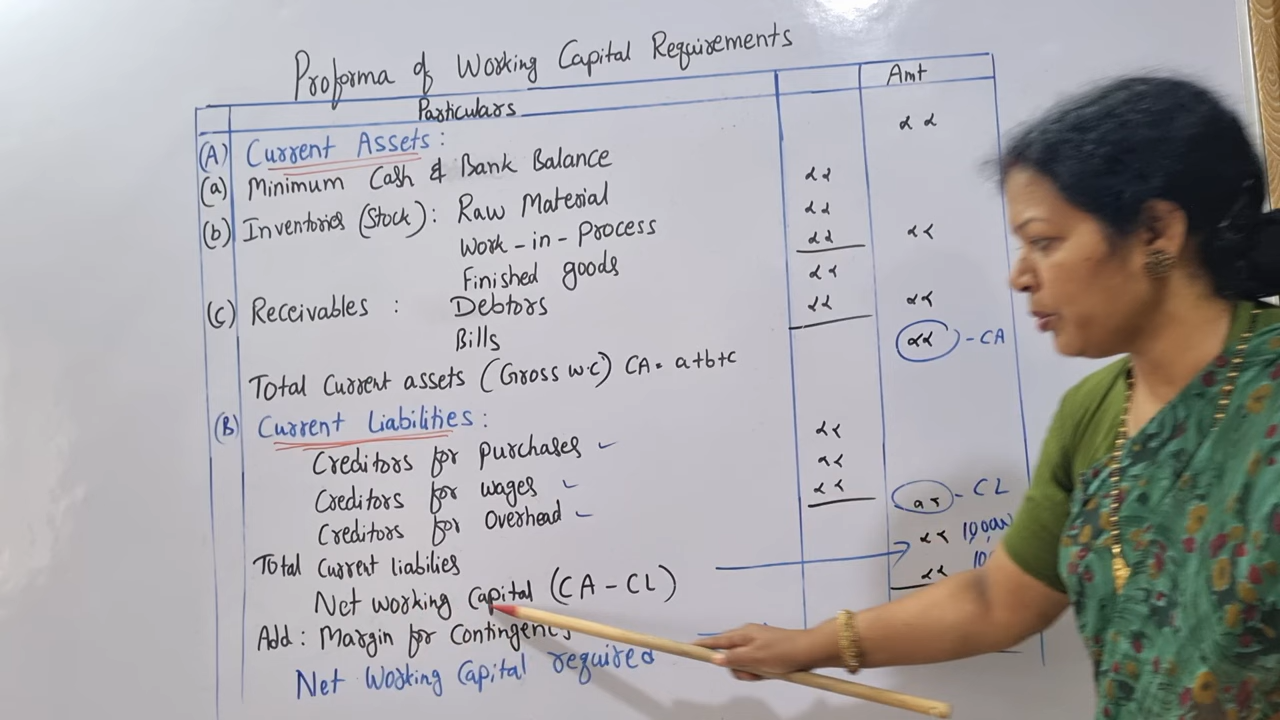 Proforma of Working Capital Requirements
Particulars Amt
(A) Current Assets:
(a) Minimum Cash & Bank Balance
(b) Inventories (Stock): Raw Material
Work-in-Process
Finished goods
(C) Receivables : Debtors
Bills
- CA
Total Current assets (Gross w.c) CA = a+b+c
(B) Current Liabilities:
Creditors for purchases
Creditors for wages
Creditors for Overhead
- CL
Total Current liabilies
Net working Capital (CA - CL)
Add: Margin for
Net Working Capital required